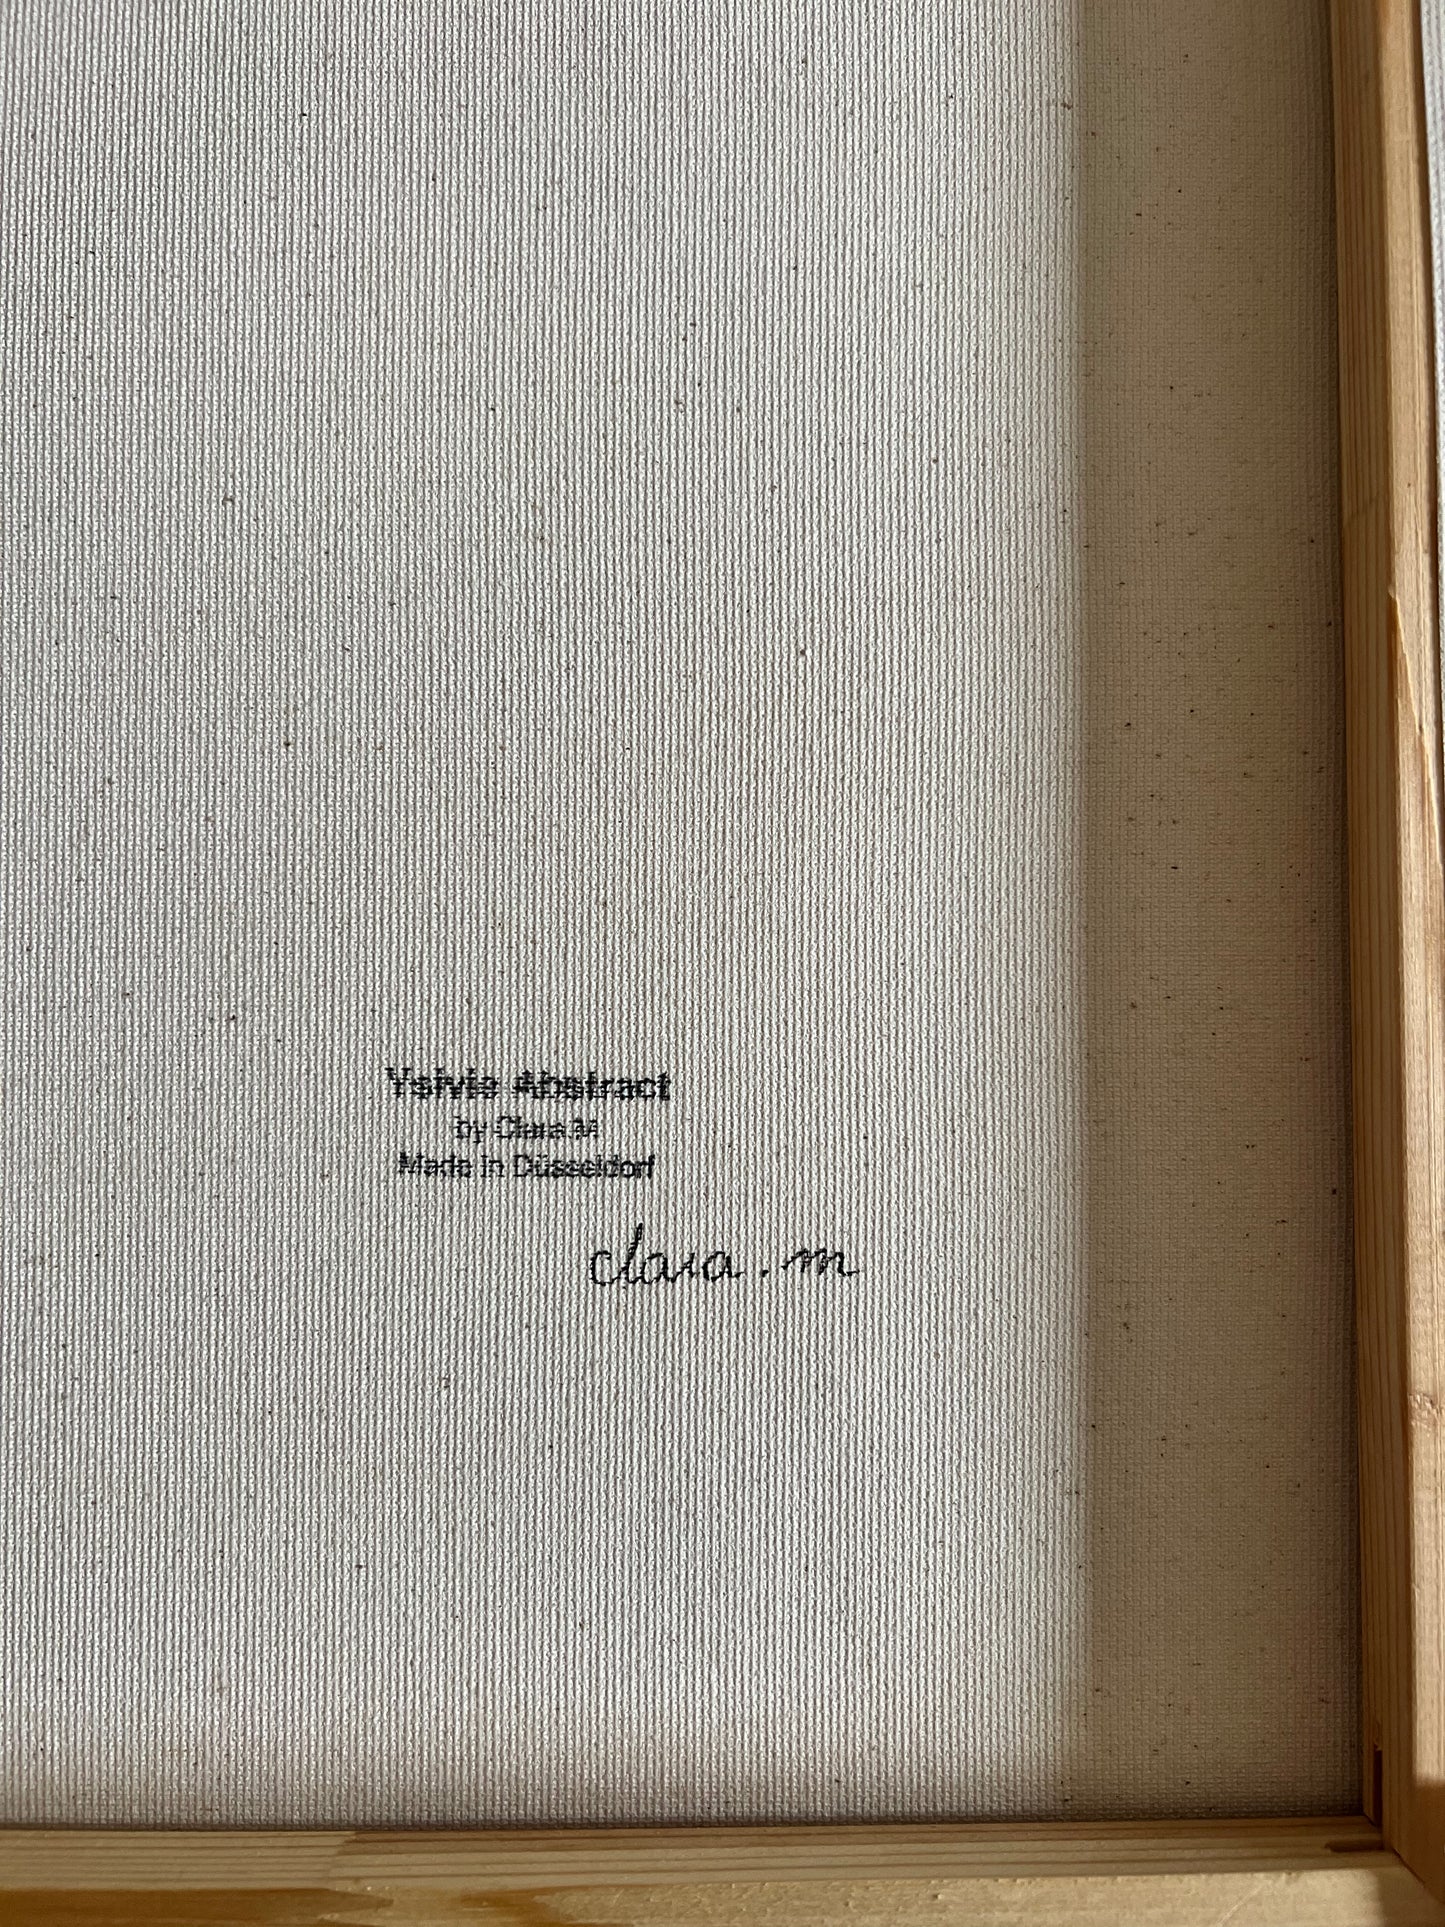 Ysivie Abstract
by Clara M
Made in Düsseldorf
clara . m